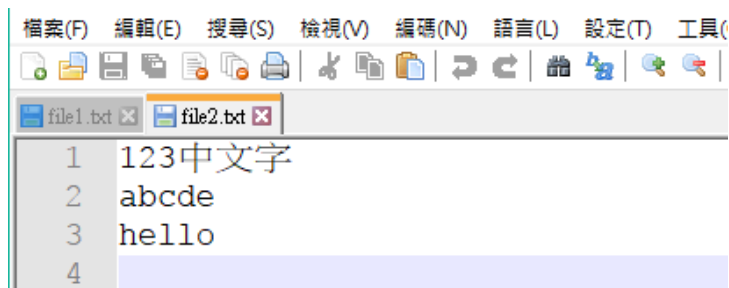 檔案(F) 編輯(E) 搜尋(S) 檢視(V) 編碼(N) 語言(L) 設定(T) 工具(
file1.txt file2.txt
1 123中文字
2 abcde
3 hello
4